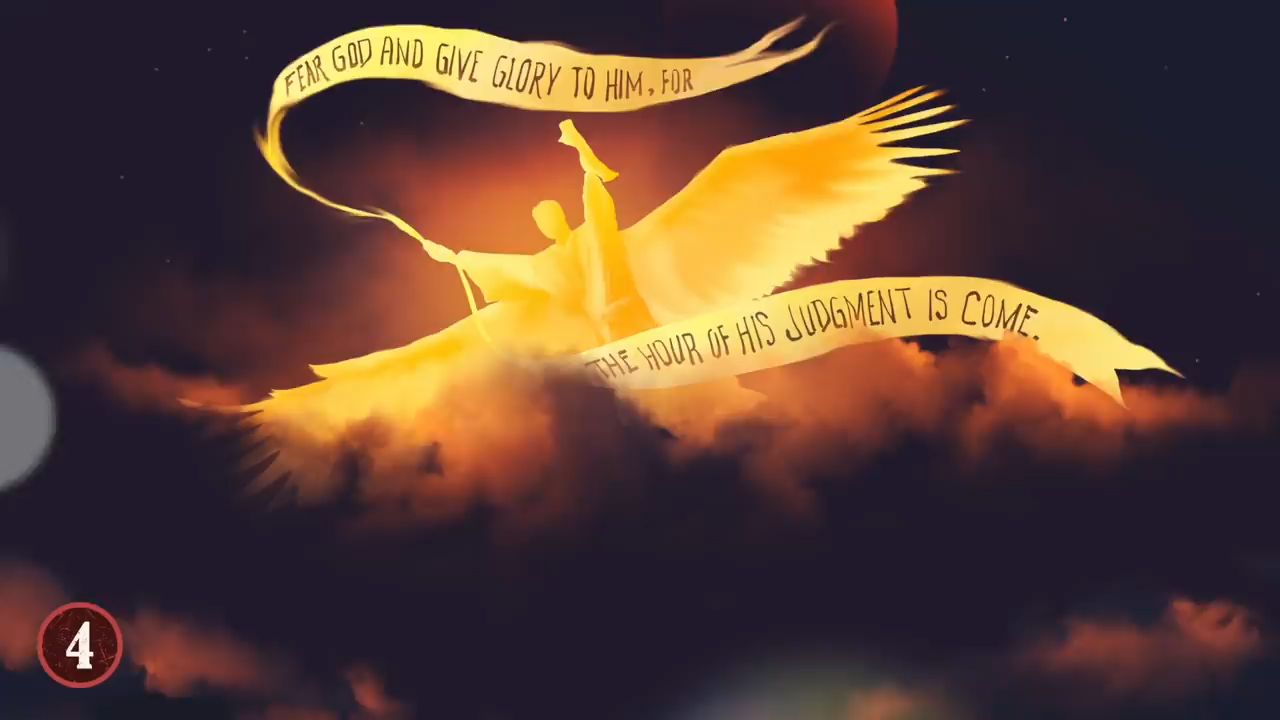 FEAR GOD AND GIVE GLORY TO HIM, FOR
THE HOUR OF HIS JUDGMENT IS COME.
4